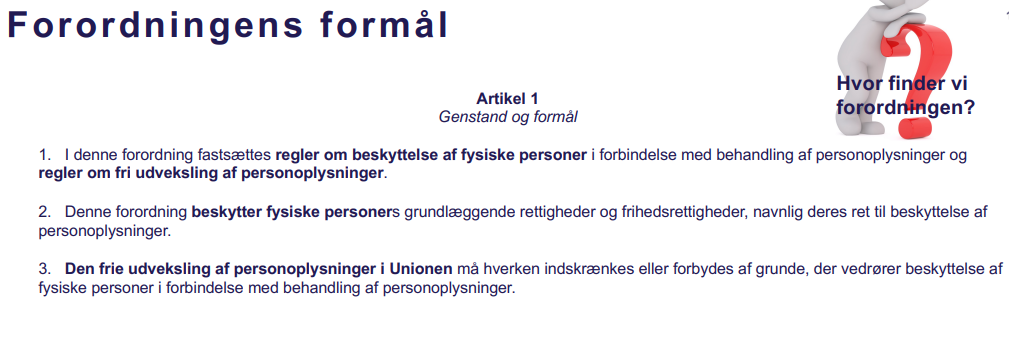 Forordningens formål
Hvor finder vi
forordningen?
Artikel 1
Genstand og formål
1. I denne forordning fastsættes regler om beskyttelse af fysiske personer i forbindelse med behandling af personoplysninger og
regler om fri udveksling af personoplysninger.
2. Denne forordning beskytter fysiske personers grundlæggende rettigheder og frihedsrettigheder, navnlig deres ret til beskyttelse af
personoplysninger.
3. Den frie udveksling af personoplysninger i Unionen må hverken indskrænkes eller forbydes af grunde, der vedrører beskyttelse af
fysiske personer i forbindelse med behandling af personoplysninger.